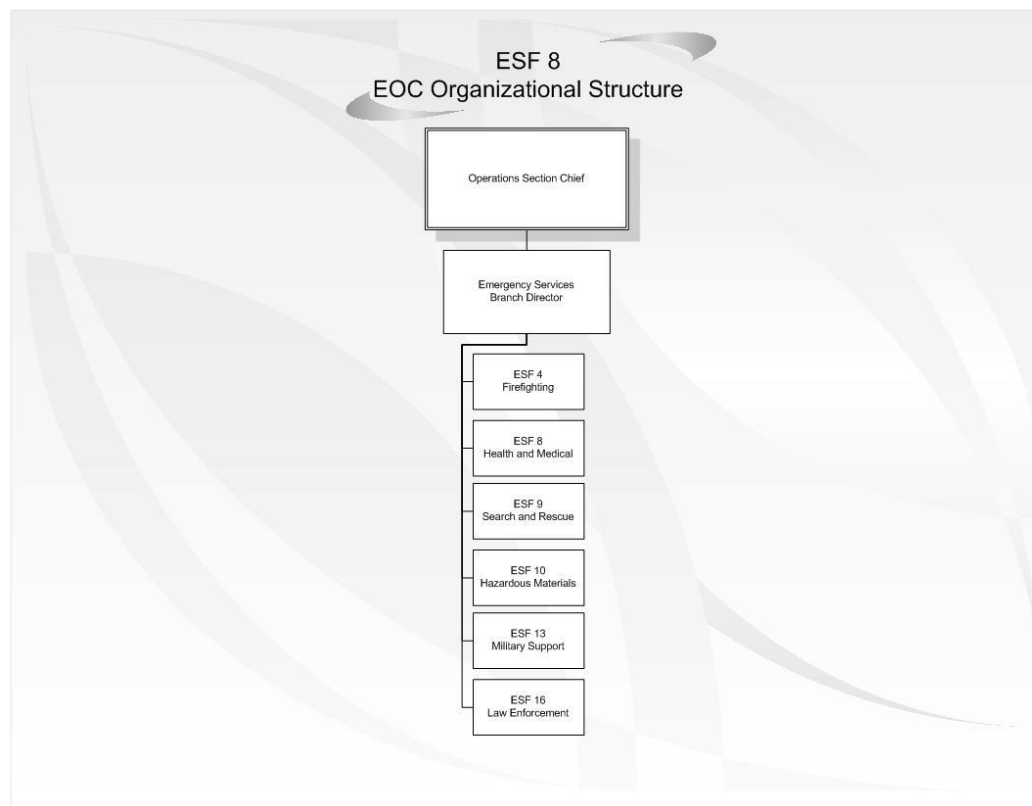 ESF 8
EOC Organizational Structure
Operations Section Chief
Emergency Services
Branch Director
ESF 4
Firefighting
ESF 8
Health and Medical
ESF 9
Search and Rescue
ESF 10
Hazardous Materials
ESF 13
Military Support
ESF 16
Law Enforcement